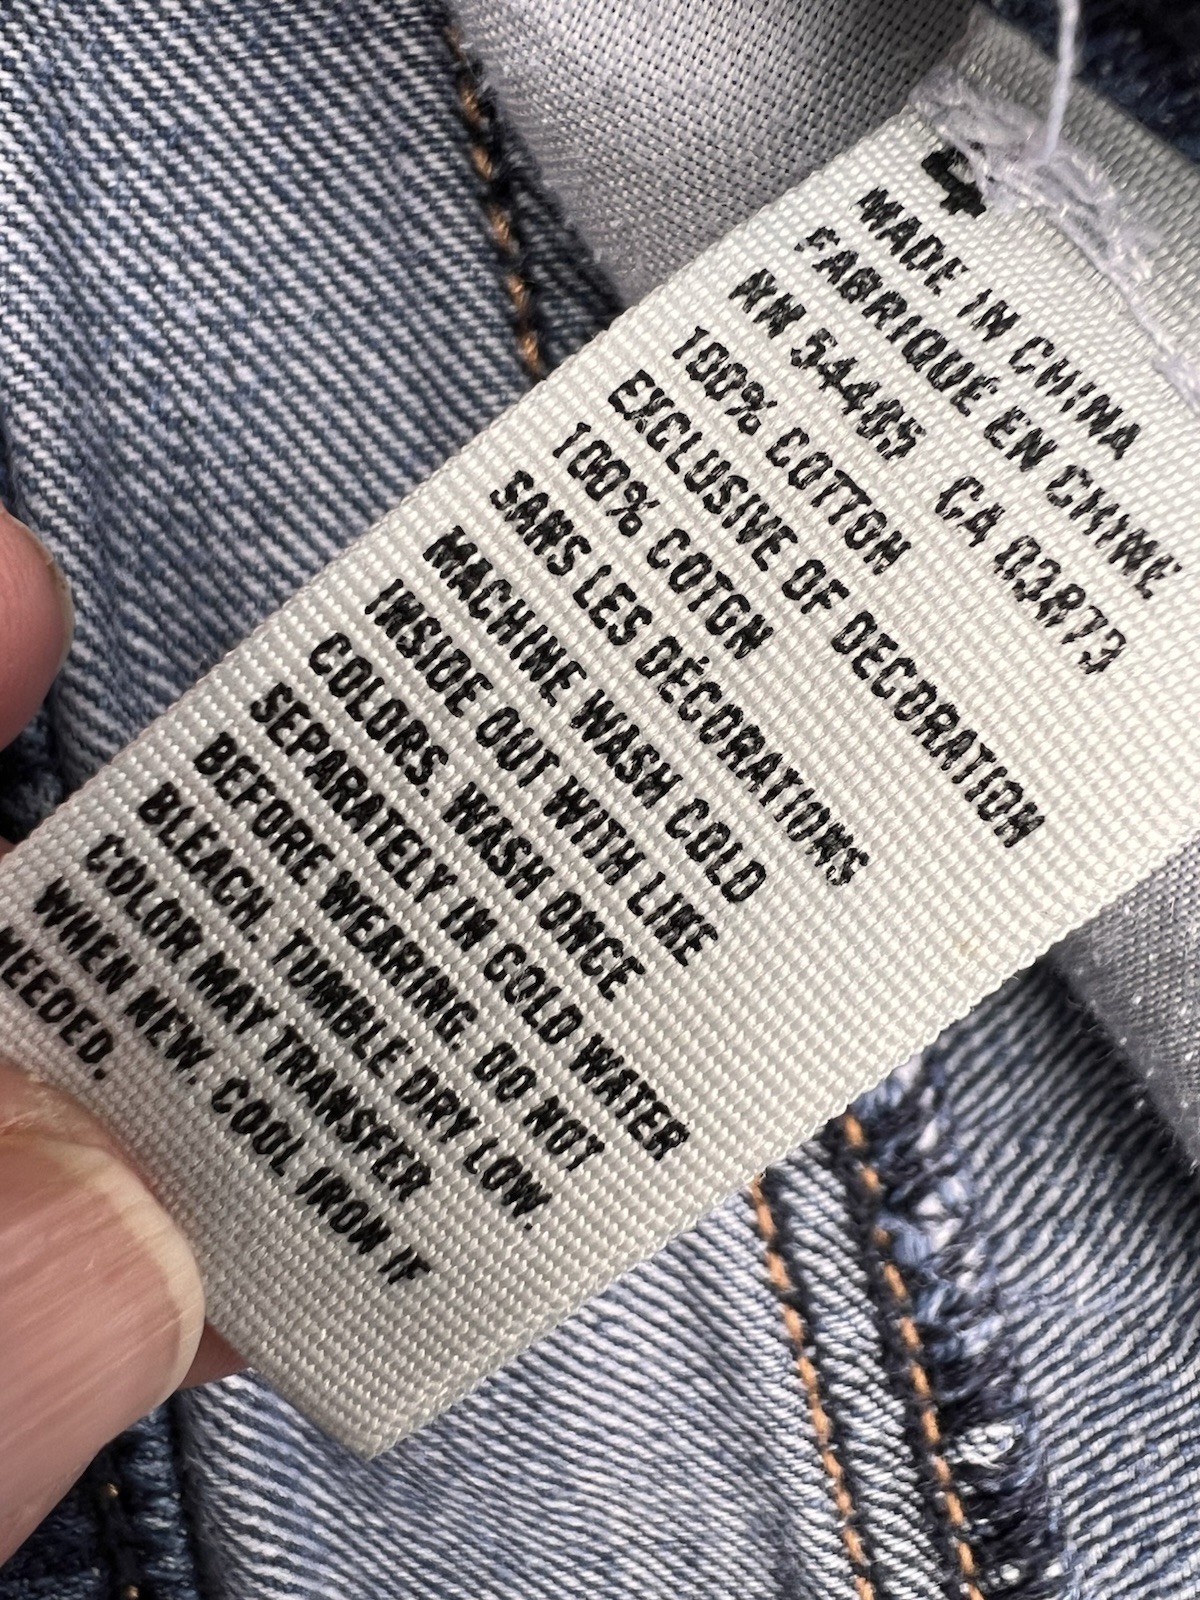 4
MADE IN CHINA
FABRIQUE EN CHINE
RN 54485 CA 03873
100% COTTON
EXCLUSIVE OF DECORATION
100% COTON
SANS LES DÉCORATIONS
MACHINE WASH COLD
INSIDE OUT WITH LIKE
COLORS. WASH ONCE
SEPARATELY IN COLD WATER
BEFORE WEARING. DO NOT
BLEACH. TUMBLE DRY LOW.
COLOR MAY TRANSFER
WHEN NEW. COOL IRON IF
NEEDED.